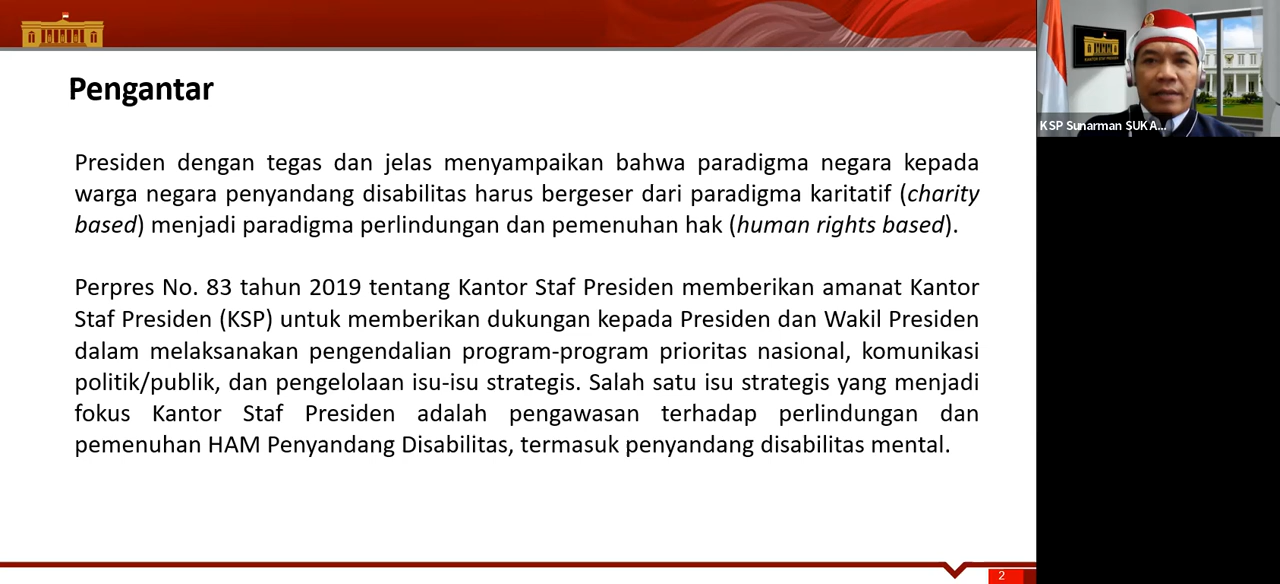 Pengantar
Presiden dengan tegas dan jelas menyampaikan bahwa paradigma negara kepada
warga negara penyandang disabilitas harus bergeser dari paradigma karitatif (charity
based) menjadi paradigma perlindungan dan pemenuhan hak (human rights based).
Perpres No. 83 tahun 2019 tentang Kantor Staf Presiden memberikan amanat Kantor
Staf Presiden (KSP) untuk memberikan dukungan kepada Presiden dan Wakil Presiden
dalam melaksanakan pengendalian program-program prioritas nasional, komunikasi
politik/publik, dan pengelolaan isu-isu strategis. Salah satu isu strategis yang menjadi
fokus Kantor Staf Presiden adalah pengawasan terhadap perlindungan dan
pemenuhan HAM Penyandang Disabilitas, termasuk penyandang disabilitas mental.
2
KANTOR STAF PRESIDEN
KSP Sunarman SUKA...